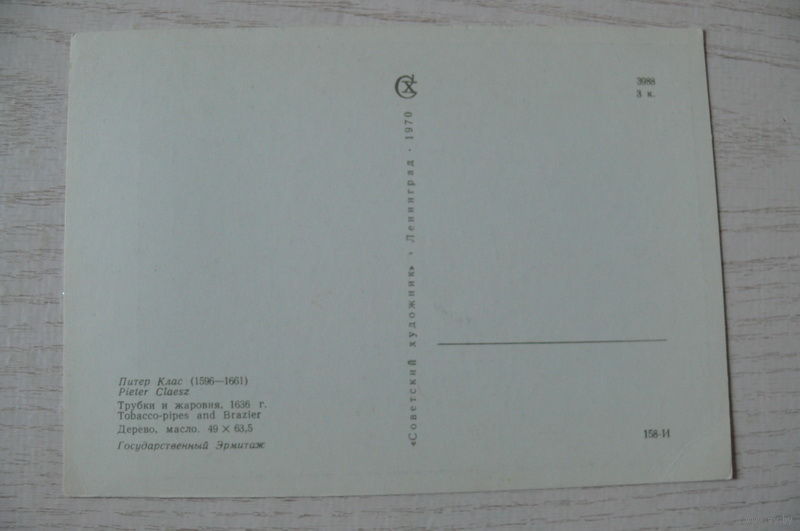 Питер Клас (1596—1661)
Pieter Claesz
Трубки и жаровня, 1636 г.
Tobacco-pipes and Brazier
Дерево, масло. 49 × 63,5
Государственный Эрмитаж
«Советский художник» · Ленинград · 1970
3988
3 к.
158-И